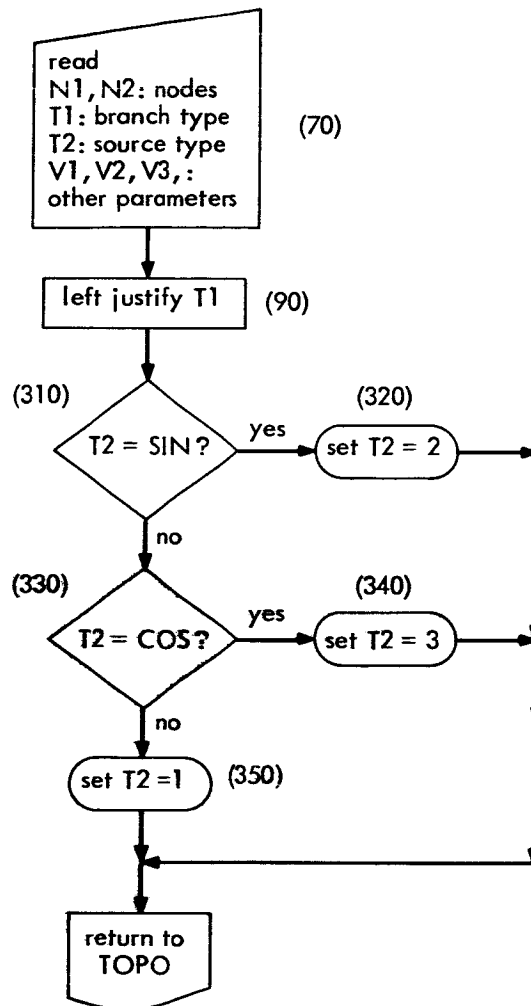 read
N1, N2: nodes
T1: branch type
T2: source type
V1, V2, V3, :
other parameters
(70)
left justify T1
(90)
(310)
T2 = SIN?
yes
(320)
set T2 = 2
no
(330)
T2 = COS?
yes
(340)
set T2 = 3
no
set T2 =1
(350)
return to
TOPO